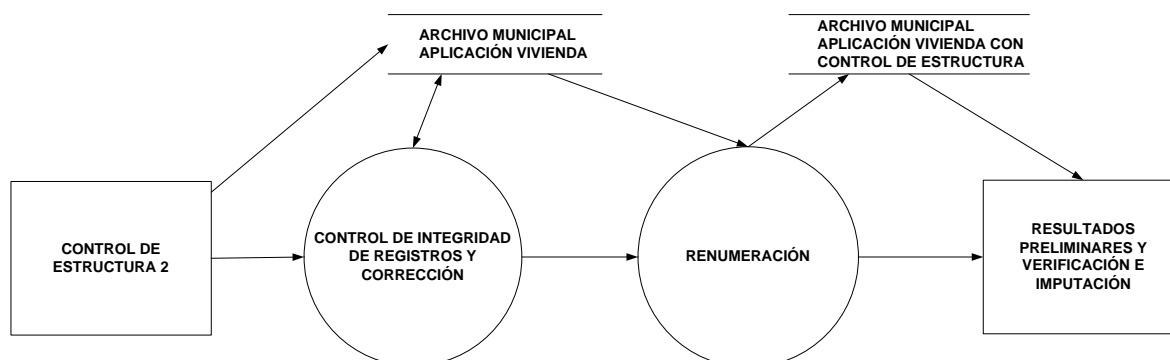 ARCHIVO MUNICIPAL
APLICACIÓN VIVIENDA
ARCHIVO MUNICIPAL
APLICACIÓN VIVIENDA CON
CONTROL DE ESTRUCTURA
CONTROL DE
ESTRUCTURA 2
CONTROL DE INTEGRIDAD
DE REGISTROS Y
CORRECCIÓN
RENUMERACIÓN
RESULTADOS
PRELIMINARES Y
VERIFICACIÓN E
IMPUTACIÓN